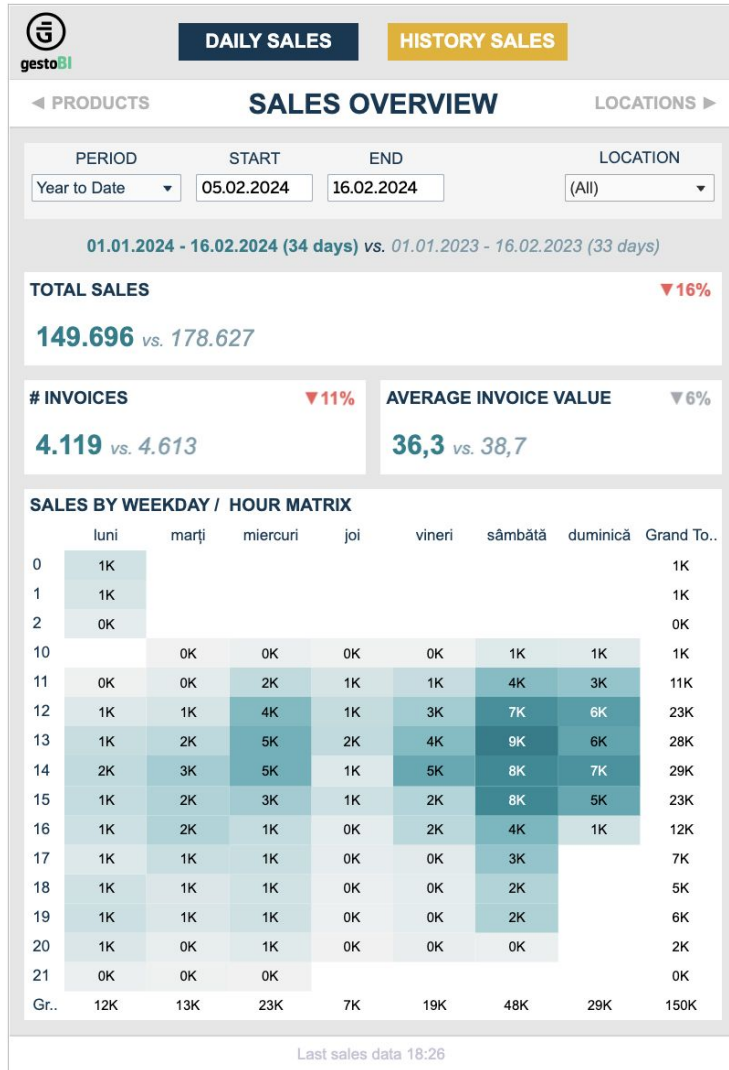 gestoBI
DAILY SALES
HISTORY SALES
◀ PRODUCTS
SALES OVERVIEW
LOCATIONS ▶
PERIOD START END LOCATION
Year to Date ▼ 05.02.2024 16.02.2024 (All) ▼
01.01.2024 - 16.02.2024 (34 days) vs. 01.01.2023 - 16.02.2023 (33 days)
TOTAL SALES ▼16%
149.696 vs. 178.627
# INVOICES ▼11%
4.119 vs. 4.613
AVERAGE INVOICE VALUE ▼6%
36,3 vs. 38,7
SALES BY WEEKDAY / HOUR MATRIX
luni marți miercuri joi vineri sâmbătă duminică Grand To..
0 1K 1K
1 1K 1K
2 0K 0K
10 0K 0K 0K 0K 1K 1K 1K
11 0K 0K 2K 1K 1K 4K 3K 11K
12 1K 1K 4K 1K 3K 7K 6K 23K
13 1K 2K 5K 2K 4K 9K 6K 28K
14 2K 3K 5K 1K 5K 8K 7K 29K
15 1K 2K 3K 1K 2K 8K 5K 23K
16 1K 2K 1K 0K 2K 4K 1K 12K
17 1K 1K 1K 0K 0K 3K 7K
18 1K 1K 1K 0K 0K 2K 5K
19 1K 1K 1K 0K 0K 2K 6K
20 1K 0K 1K 0K 0K 0K 2K
21 0K 0K 0K 0K
Gr.. 12K 13K 23K 7K 19K 48K 29K 150K
Last sales data 18:26